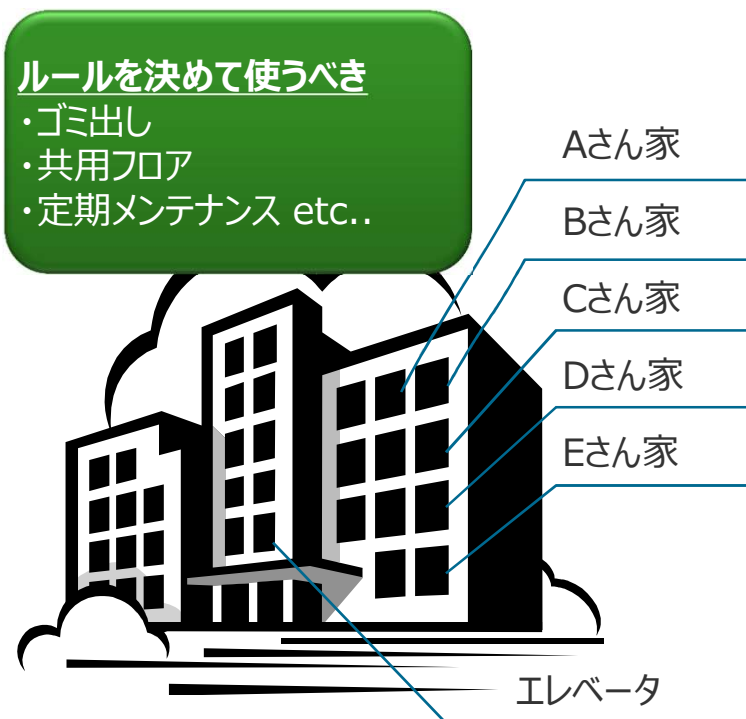 ルールを決めて使うべき
・ゴミ出し
・共用フロア
・定期メンテナンス etc..
Aさん家
Bさん家
Cさん家
Dさん家
Eさん家
エレベータ